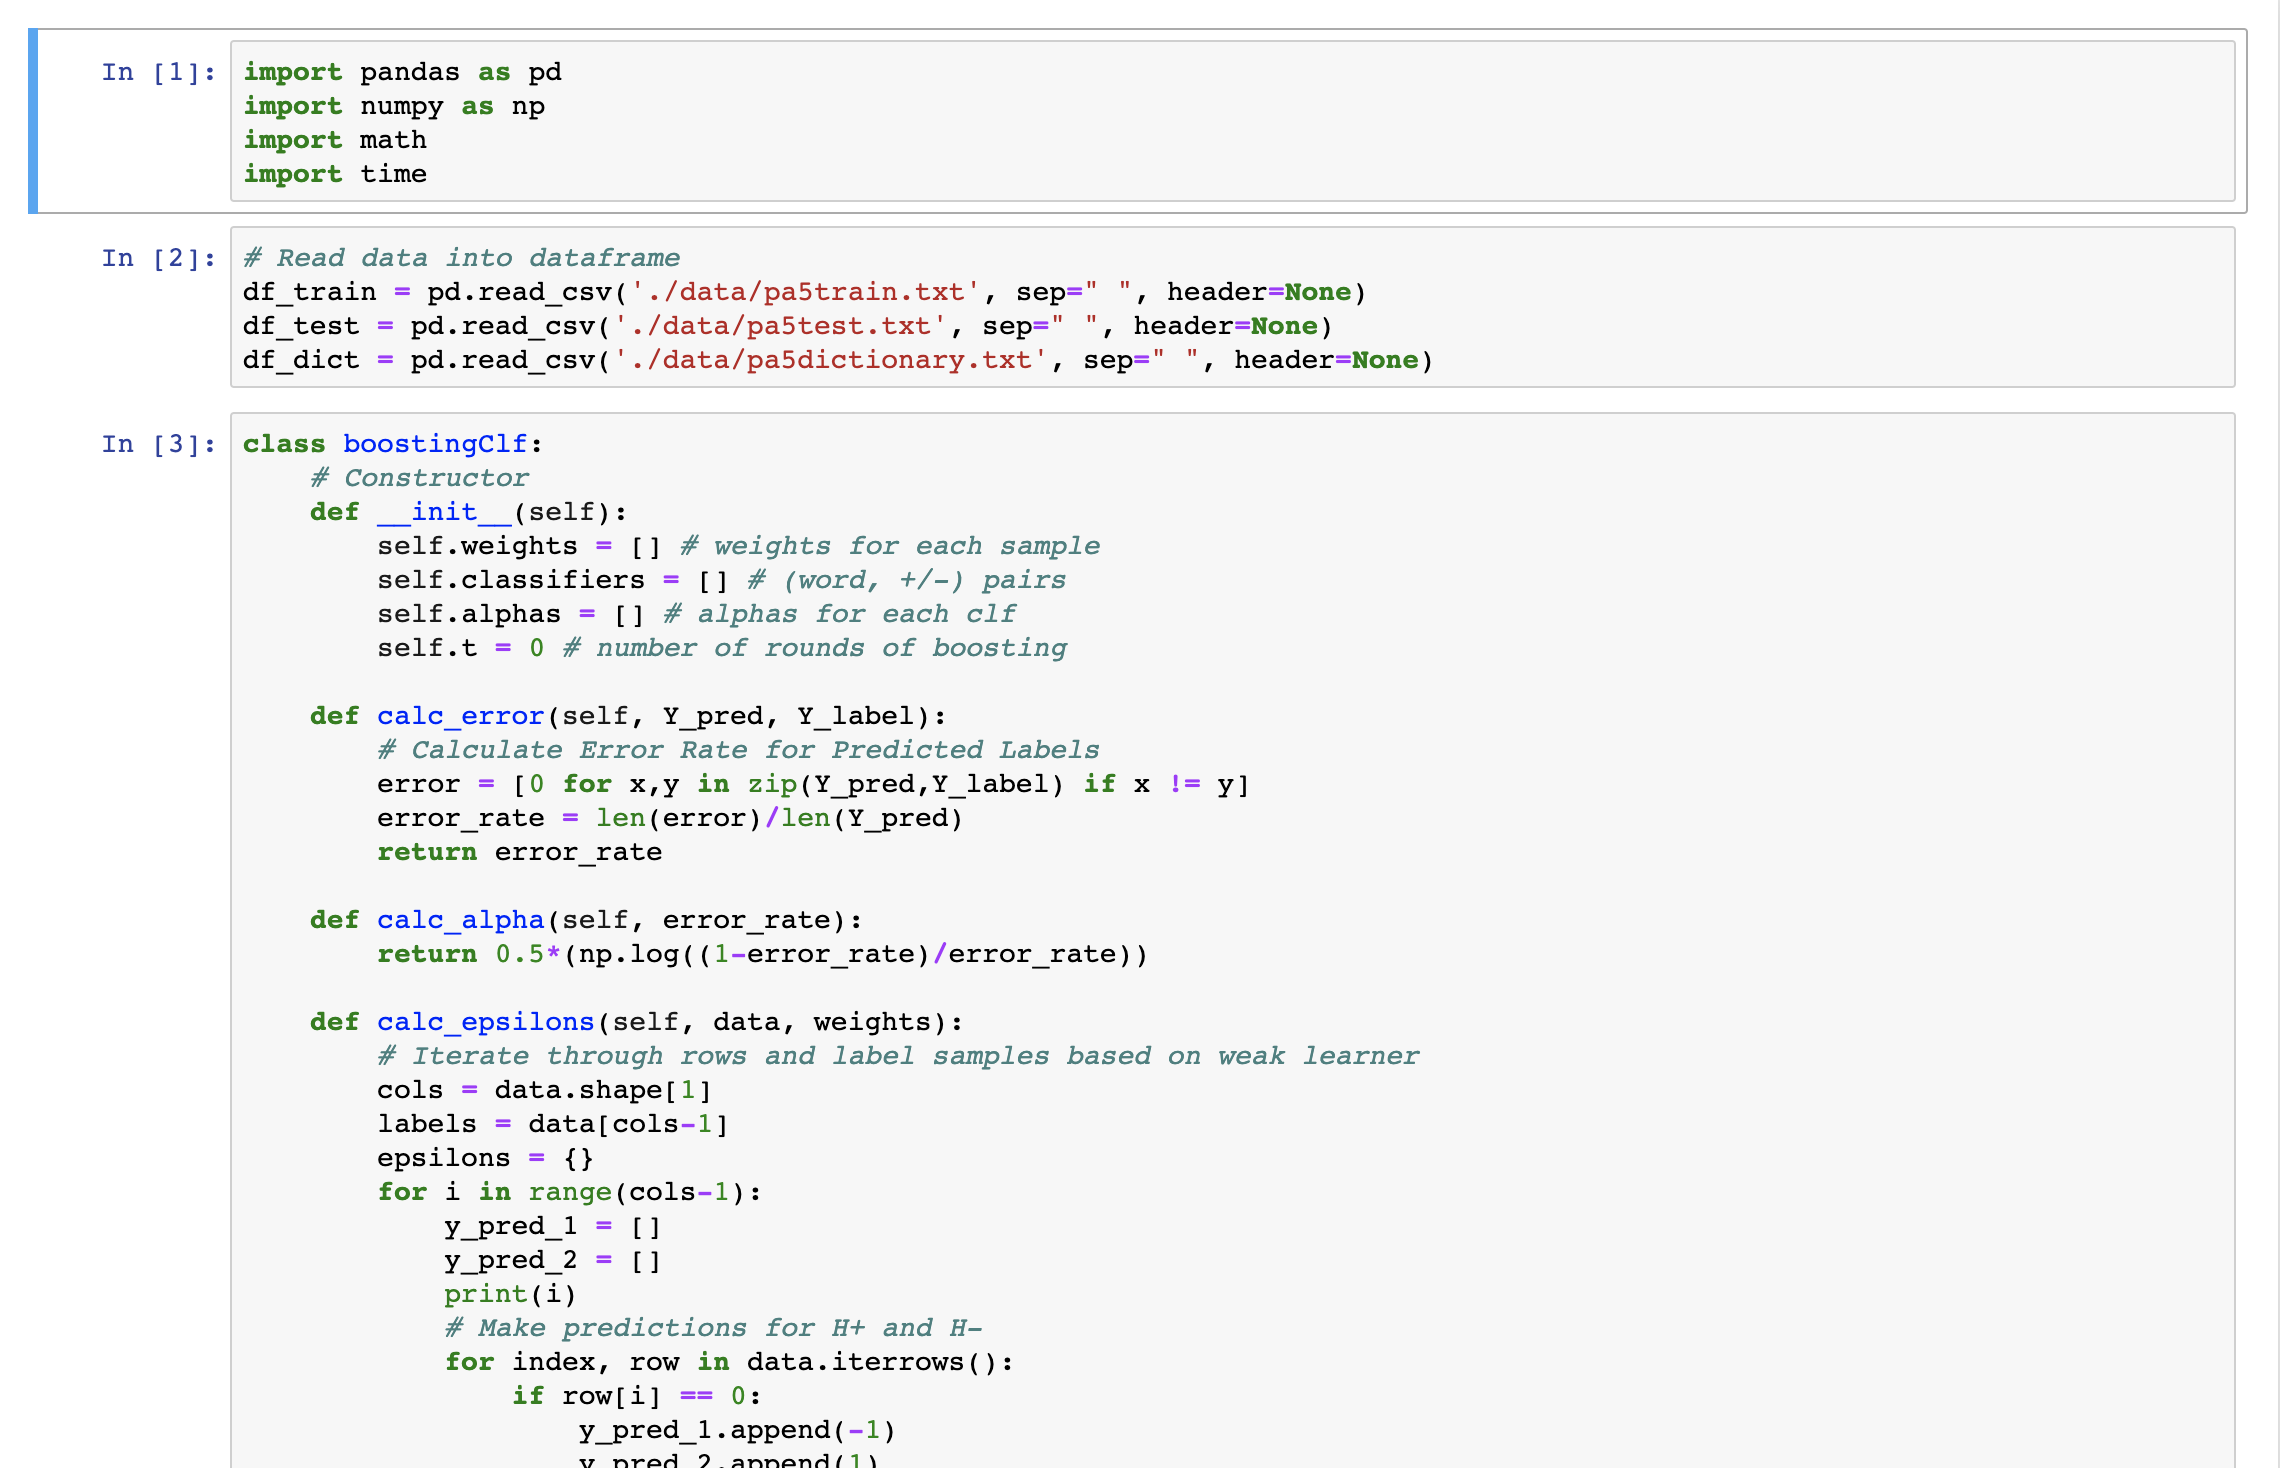 In [1]:
import pandas as pd
import numpy as np
import math
import time
In [2]:
# Read data into dataframe
df_train = pd.read_csv('./data/pa5train.txt', sep=" ", header=None)
df_test = pd.read_csv('./data/pa5test.txt', sep=" ", header=None)
df_dict = pd.read_csv('./data/pa5dictionary.txt', sep=" ", header=None)
In [3]:
class boostingClf:
    # Constructor
    def __init__(self):
        self.weights = [] # weights for each sample
        self.classifiers = [] # (word, +/-) pairs
        self.alphas = [] # alphas for each clf
        self.t = 0 # number of rounds of boosting

    def calc_error(self, Y_pred, Y_label):
        # Calculate Error Rate for Predicted Labels
        error = [0 for x,y in zip(Y_pred,Y_label) if x != y]
        error_rate = len(error)/len(Y_pred)
        return error_rate

    def calc_alpha(self, error_rate):
        return 0.5*(np.log((1-error_rate)/error_rate))

    def calc_epsilons(self, data, weights):
        # Iterate through rows and label samples based on weak learner
        cols = data.shape[1]
        labels = data[cols-1]
        epsilons = {}
        for i in range(cols-1):
            y_pred_1 = []
            y_pred_2 = []
            print(i)
            # Make predictions for H+ and H-
            for index, row in data.iterrows():
                if row[i] == 0:
                    y_pred_1.append(-1)
                    y_pred_2.append(1)